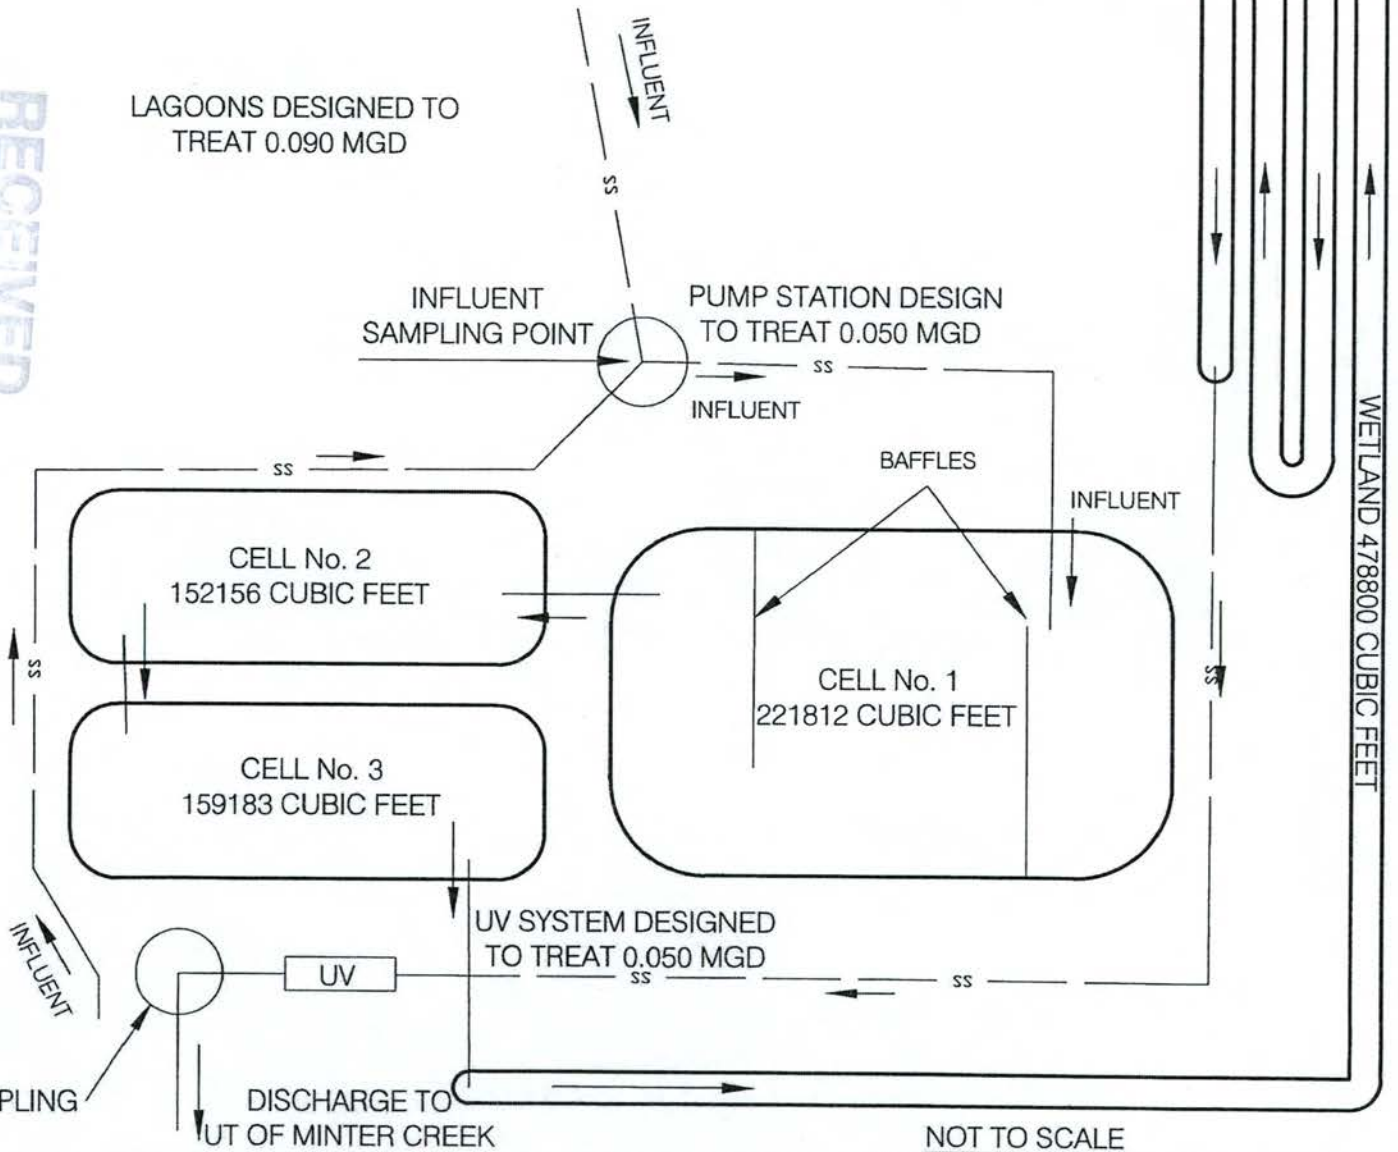 INFLUENT
LAGOONS DESIGNED TO
TREAT 0.090 MGD
RECEIVED
SS
INFLUENT
SAMPLING POINT
PUMP STATION DESIGN
TO TREAT 0.050 MGD
SS
INFLUENT
SS
BAFFLES
INFLUENT
CELL No. 2
152156 CUBIC FEET
WETLAND 478800 CUBIC FEET
SS
SS
CELL No. 1
221812 CUBIC FEET
CELL No. 3
159183 CUBIC FEET
INFLUENT
UV SYSTEM DESIGNED
TO TREAT 0.050 MGD
UV
SS
SS
PLING
DISCHARGE TO
UT OF MINTER CREEK
NOT TO SCALE